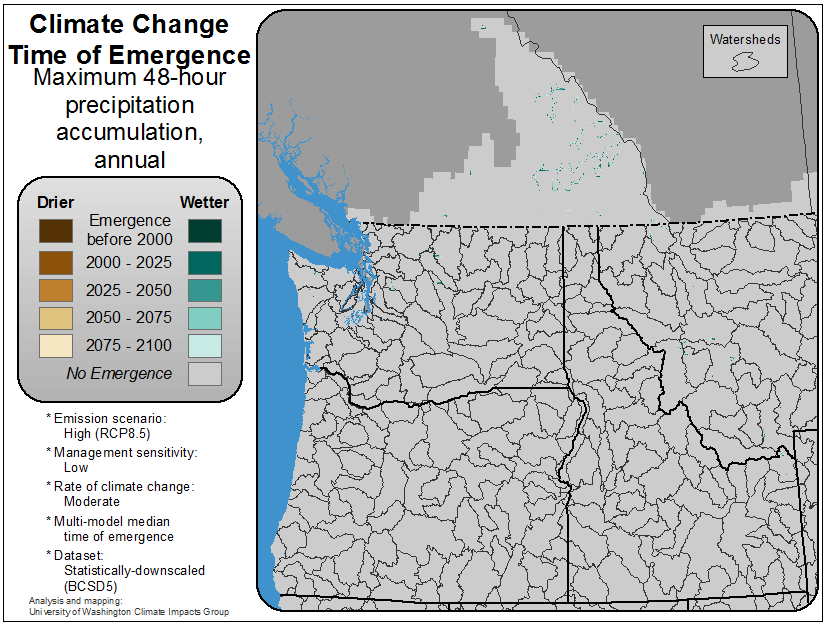 Climate Change
Time of Emergence
Maximum 48-hour
precipitation
accumulation,
annual
Watersheds
Drier Wetter
Emergence
before 2000
2000 - 2025
2025 - 2050
2050 - 2075
2075 - 2100
No Emergence
* Emission scenario:
High (RCP8.5)
* Management sensitivity:
Low
* Rate of climate change:
Moderate
* Multi-model median
time of emergence
* Dataset:
Statistically-downscaled
(BCSD5)
Analysis and mapping:
University of Washington Climate Impacts Group